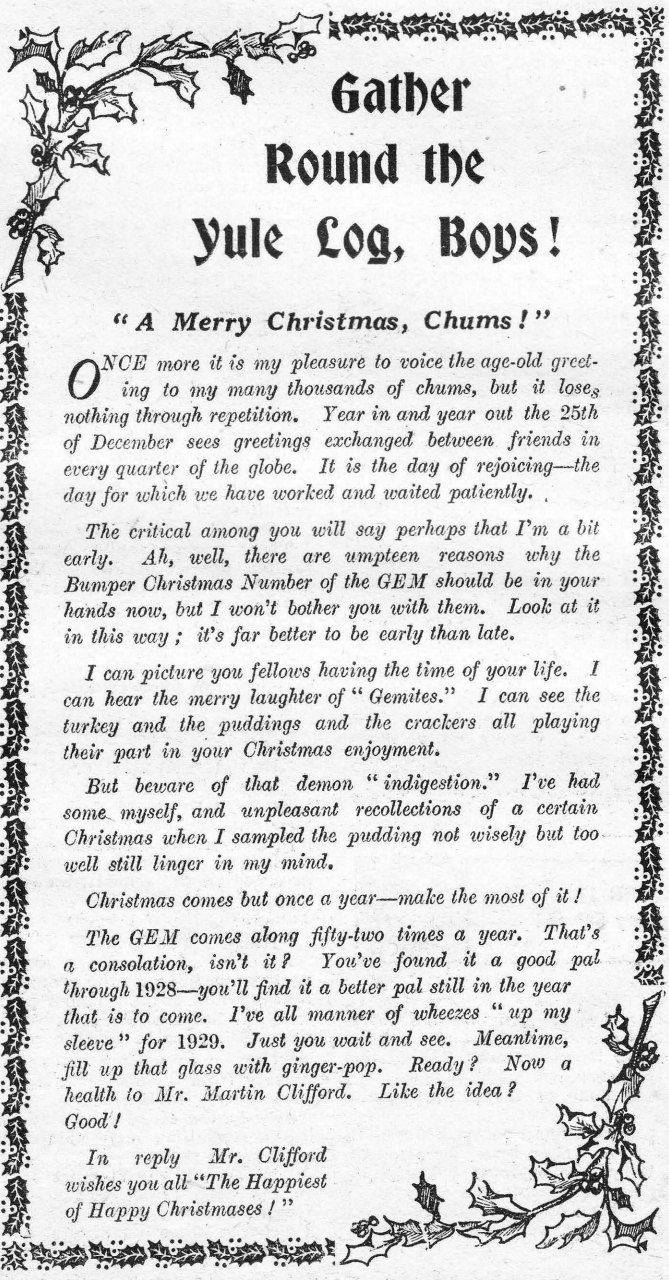 Gather
Round the
Yule Log, Boys!
"A Merry Christmas, Chums!"
ONCE more it is my pleasure to voice the age-old greet-
ing to my many thousands of chums, but it loses
nothing through repetition. Year in and year out the 25th
of December sees greetings exchanged between friends in
every quarter of the globe. It is the day of rejoicing—the
day for which we have worked and waited patiently.
The critical among you will say perhaps that I'm a bit
early. Ah, well, there are umpteen reasons why the
Bumper Christmas Number of the GEM should be in your
hands now, but I won't bother you with them. Look at it
in this way; it's far better to be early than late.
I can picture you fellows having the time of your life. I
can hear the merry laughter of "Gemites." I can see the
turkey and the puddings and the crackers all playing
their part in your Christmas enjoyment.
But beware of that demon "indigestion." I've had
some myself, and unpleasant recollections of a certain
Christmas when I sampled the pudding not wisely but too
well still linger in my mind.
Christmas comes but once a year—make the most of it!
The GEM comes along fifty-two times a year. That's
a consolation, isn't it? You've found it a good pal
through 1928—you'll find it a better pal still in the year
that is to come. I've all manner of wheezes "up my
sleeve" for 1929. Just you wait and see. Meantime,
fill up that glass with ginger-pop. Ready? Now a
health to Mr. Martin Clifford. Like the idea?
Good!
In reply Mr. Clifford
wishes you all "The Happiest
of Happy Christmases!"